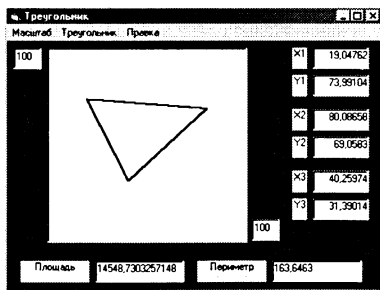 Треугольник
Масштаб Треугольник Правка
100
X1 19,04762
Y1 73,99104
X2 80,08658
Y2 69,0583
X3 40,25974
Y3 31,39014
100
Площадь 14548,7303257148 Периметр 163,6463